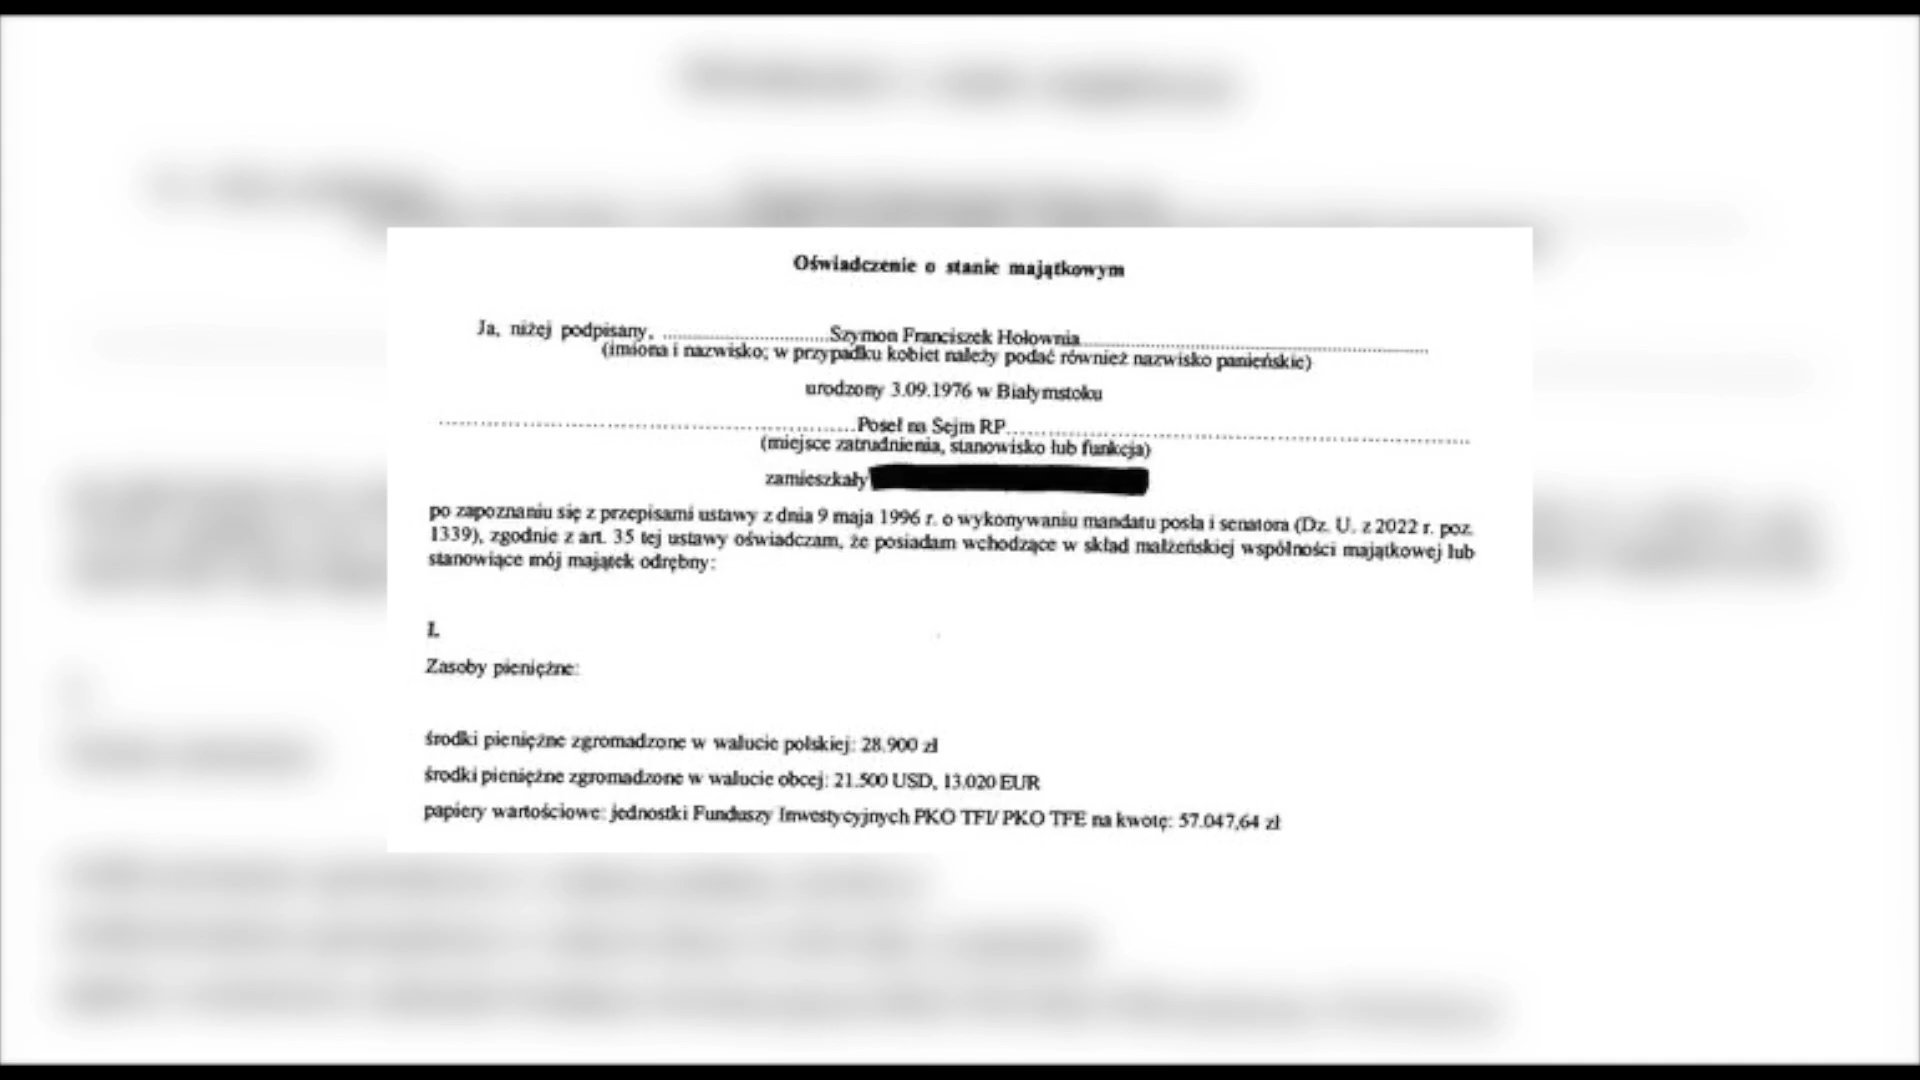 Oświadczenie o stanie majątkowym
Ja, niżej podpisany, ..............................Szymon Franciszek Hołownia..............................
(imiona i nazwisko; w przypadku kobiet należy podać również nazwisko panieńskie)
urodzony 3.09.1976 w Białymstoku
..............................Poseł na Sejm RP..............................
(miejsce zatrudnienia, stanowisko lub funkcja)
zamieszkały
po zapoznaniu się z przepisami ustawy z dnia 9 maja 1996 r. o wykonywaniu mandatu posła i senatora (Dz. U. z 2022 r. poz.
1339), zgodnie z art. 35 tej ustawy oświadczam, że posiadam wchodzące w skład małżeńskiej wspólności majątkowej lub
stanowiące mój majątek odrębny:
I.
Zasoby pieniężne:
środki pieniężne zgromadzone w walucie polskiej: 28.900 zł
środki pieniężne zgromadzone w walucie obcej: 21.500 USD, 13.020 EUR
papiery wartościowe: jednostki Funduszy Inwestycyjnych PKO TFI/ PKO TFE na kwotę: 57.047,64 zł